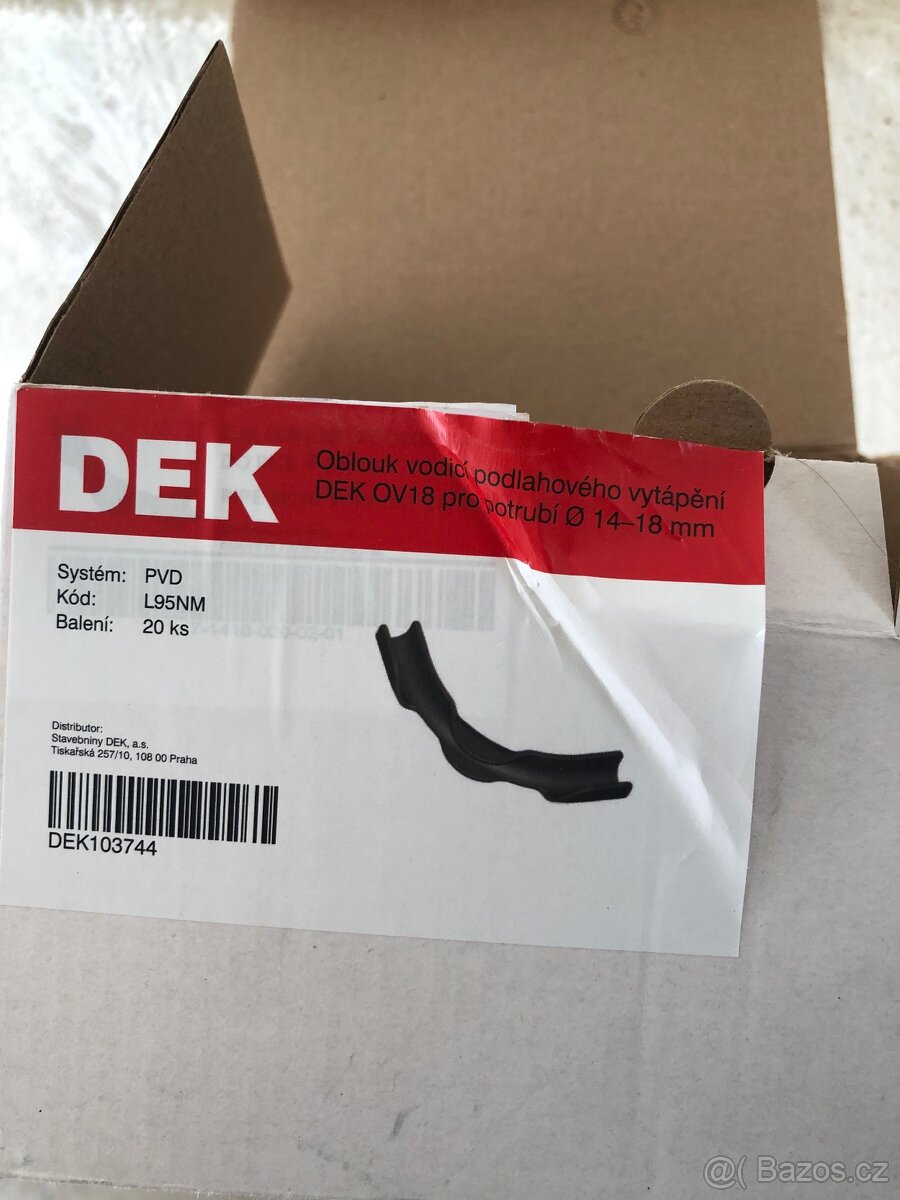 DEK
Oblouk vodicí podlahového vytápění
DEK OV18 pro potrubí Ø 14–18 mm
Systém: PVD
Kód: L95NM
Balení: 20 ks
Distributor:
Stavebniny DEK, a.s.
Tiskařská 257/10, 108 00 Praha
DEK103744
@( Bazos.cz